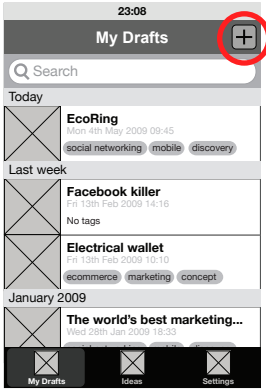 23:08
My Drafts
Search
Today
EcoRing
Mon 4th May 2009 09:45
social networking mobile discovery
Last week
Facebook killer
Fri 13th Feb 2009 14:16
No tags
Electrical wallet
Fri 13th Feb 2009 10:10
ecommerce marketing concept
January 2009
The world's best marketing...
Wed 28th Jan 2009 18:33
My Drafts Ideas Settings